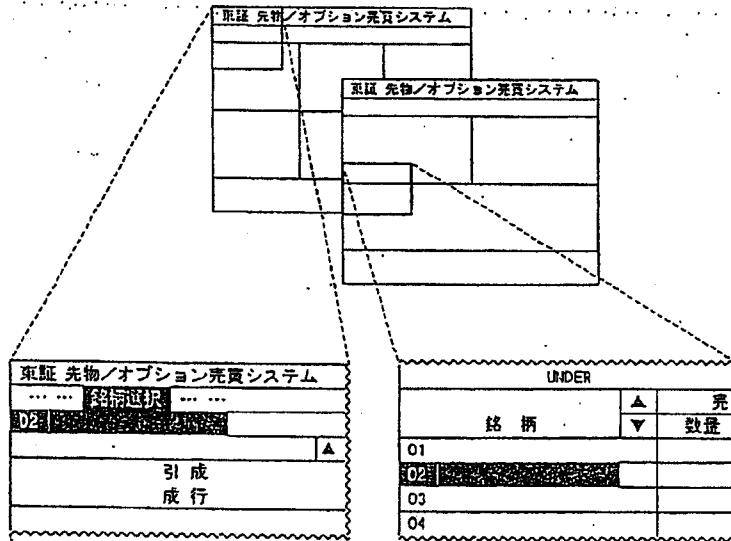 東証 先物/オプション売買システム
東証 先物/オプション売買システム
東証 先物/オプション売買システム
… … 銘柄選択 … …
02
▲
引成
成行
UNDER
銘 柄
▲
▼
売
数量
01
02
03
04